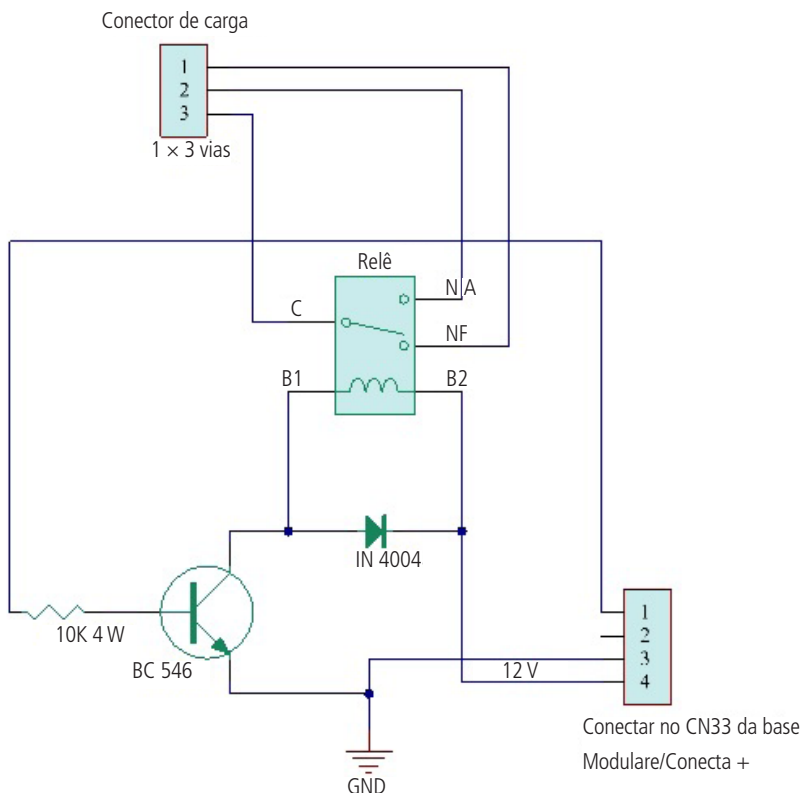 Conector de carga
1
2
3
1 × 3 vias
Relê
N A
C
NF
B1
B2
IN 4004
10K 4 W
BC 546
1
2
3
4
12 V
Conectar no CN33 da base
Modulare/Conecta +
GND